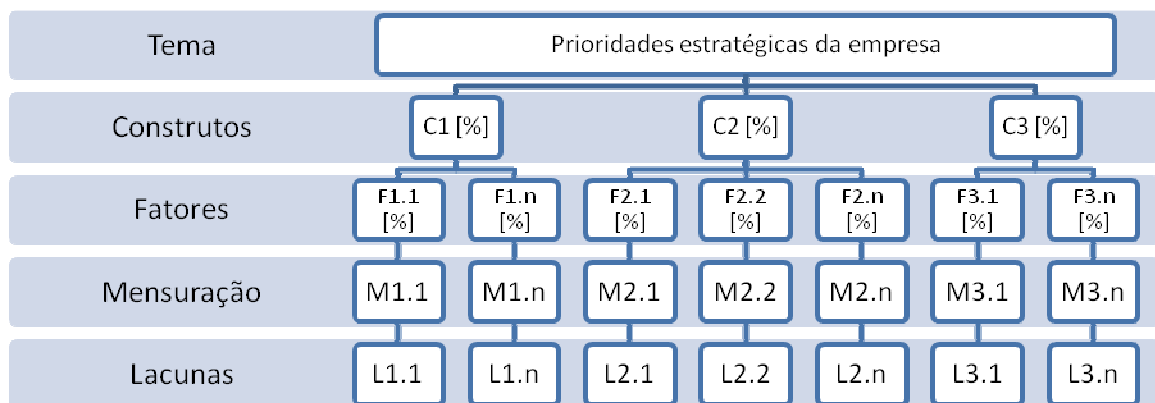 Tema
Prioridades estratégicas da empresa
Construtos
C1 [%]
C2 [%]
C3 [%]
Fatores
F1.1
[%]
F1.n
[%]
F2.1
[%]
F2.2
[%]
F2.n
[%]
F3.1
[%]
F3.n
[%]
Mensuração
M1.1
M1.n
M2.1
M2.2
M2.n
M3.1
M3.n
Lacunas
L1.1
L1.n
L2.1
L2.2
L2.n
L3.1
L3.n